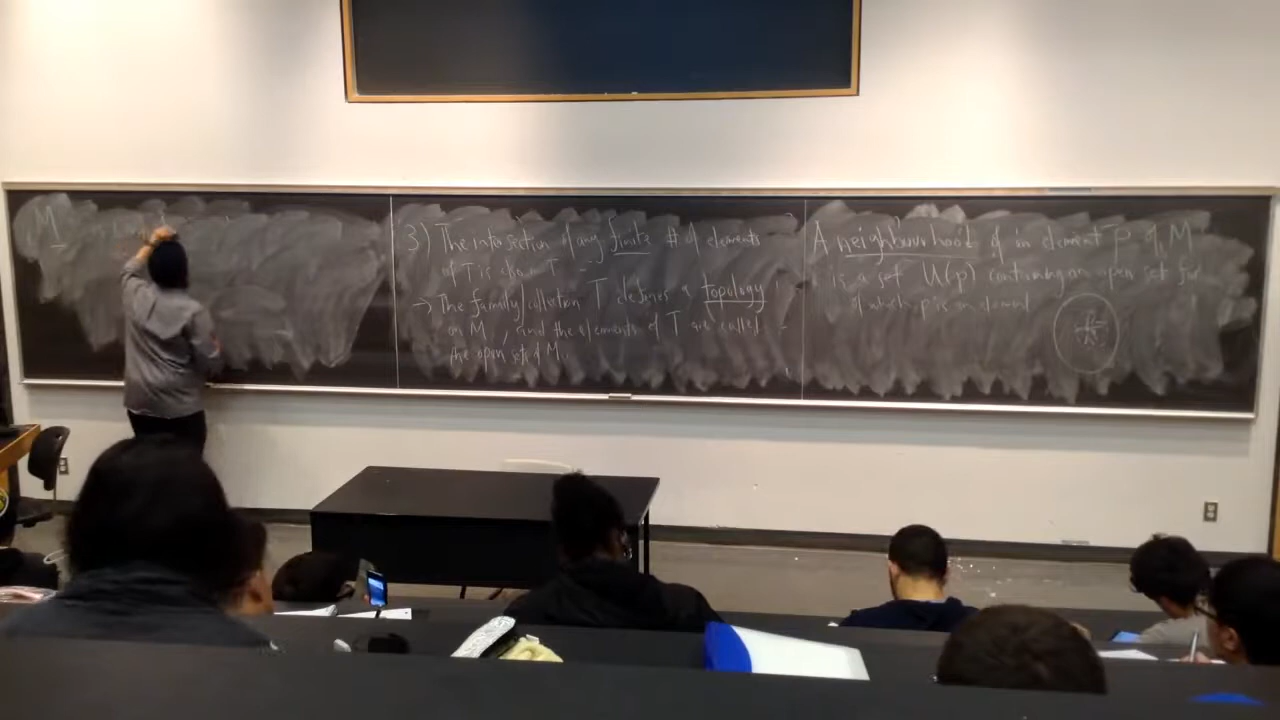 M
3) The intersection of any finite # of elements
of T is also in T.
→) The family/collection T defines a topology
on M, and the elements of T are called
the open sets of M.
A neighbourhood of an element P of M
is a set U(p) containing an open set for
which p is an element